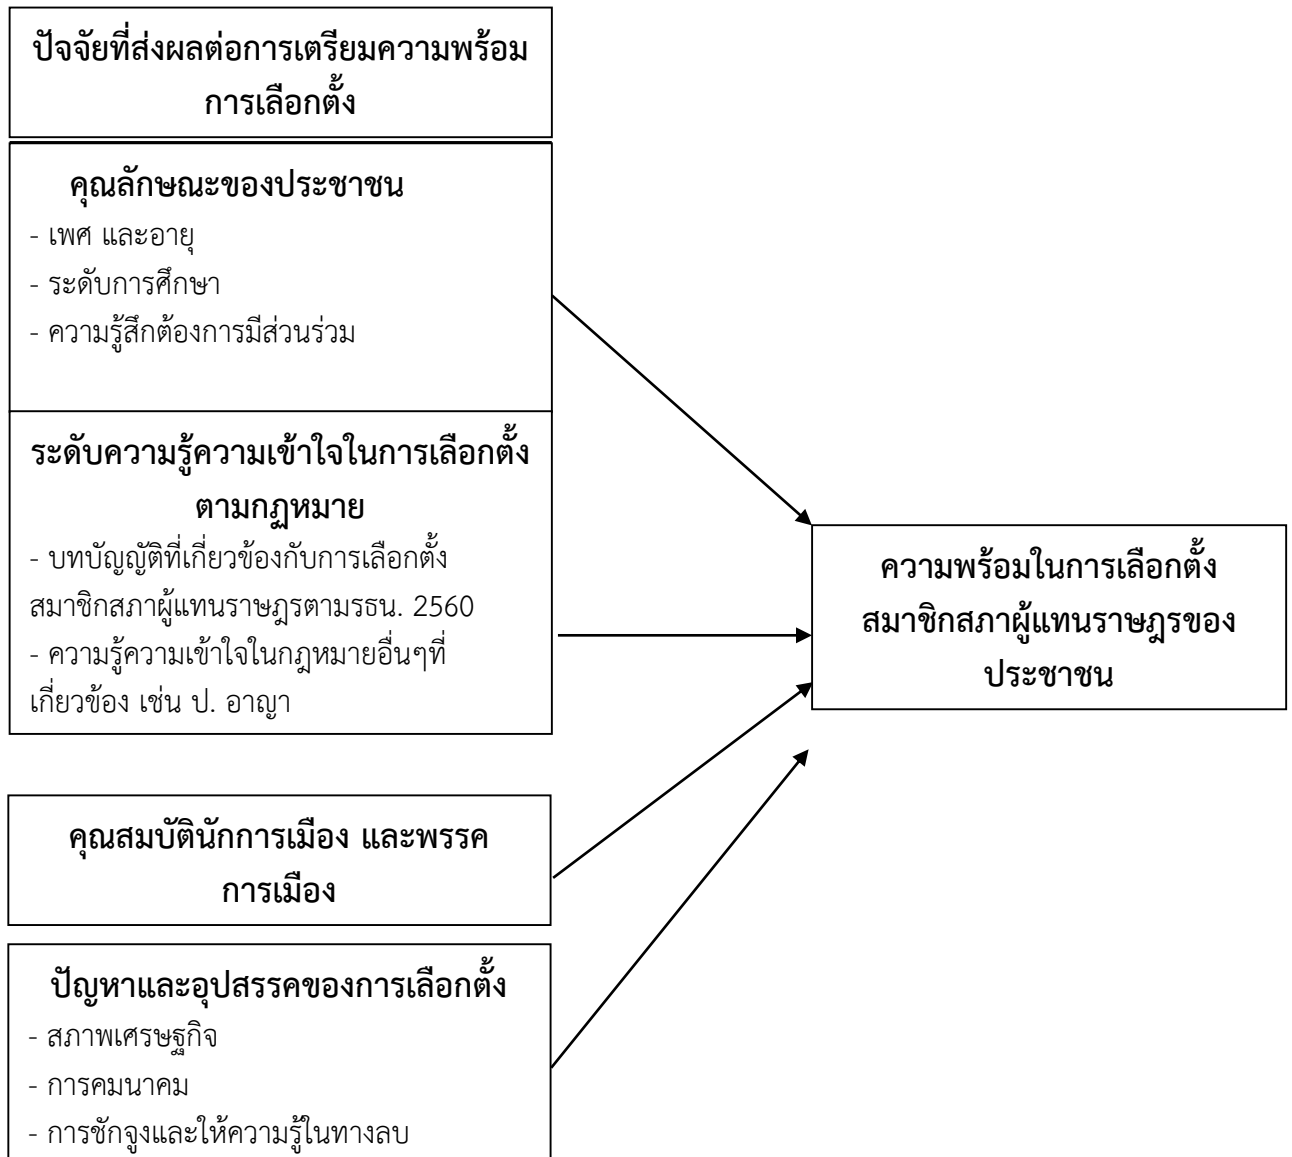 ปัจจัยที่ส่งผลต่อการเตรียมความพร้อม
การเลือกตั้ง
คุณลักษณะของประชาชน
- เพศ และอายุ
- ระดับการศึกษา
- ความรู้สึกต้องการมีส่วนร่วม
ระดับความรู้ความเข้าใจในการเลือกตั้ง
ตามกฎหมาย
- บทบัญญัติที่เกี่ยวข้องกับการเลือกตั้ง
สมาชิกสภาผู้แทนราษฎรตามรธน. 2560
- ความรู้ความเข้าใจในกฎหมายอื่นๆที่
เกี่ยวข้อง เช่น ป. อาญา
ความพร้อมในการเลือกตั้ง
สมาชิกสภาผู้แทนราษฎรของ
ประชาชน
คุณสมบัตินักการเมือง และพรรค
การเมือง
ปัญหาและอุปสรรคของการเลือกตั้ง
- สภาพเศรษฐกิจ
- การคมนาคม
- การชักจูงและให้ความรู้ในทางลบ